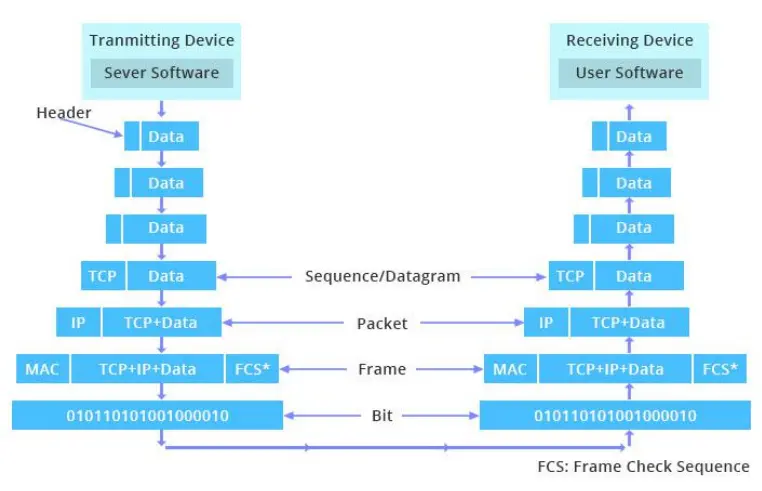 Tranmitting Device
Receiving Device
Sever Software
User Software
Header
Data
Data
Data
Data
Data
Data
TCP Data
Sequence/Datagram
TCP Data
IP TCP+Data
Packet
IP TCP+Data
MAC TCP+IP+Data FCS*
Frame
MAC TCP+IP+Data FCS*
010110101001000010
Bit
010110101001000010
FCS: Frame Check Sequence